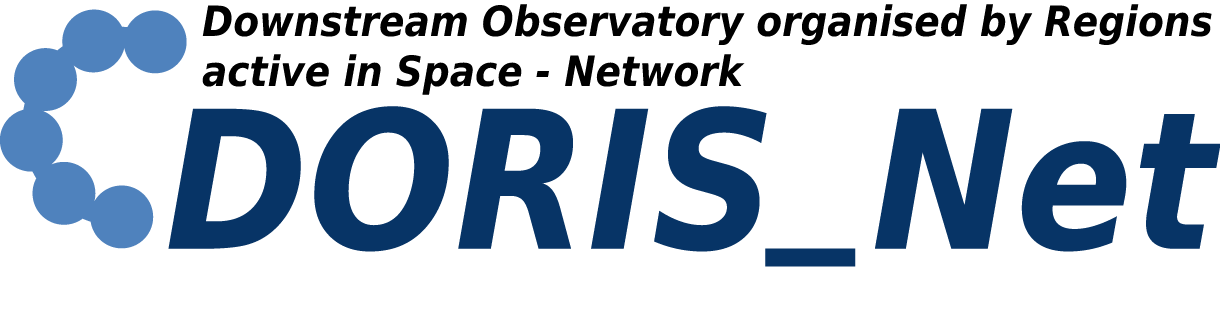 Downstream Observatory organised by Regions
active in Space - Network
DORIS_Net